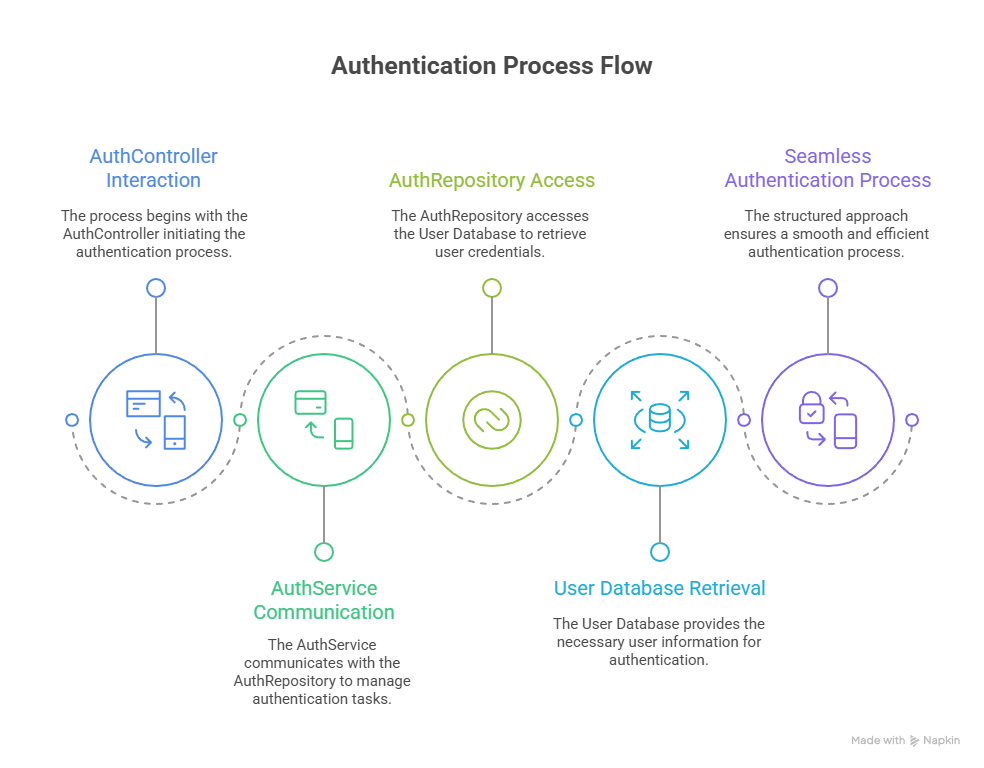 Authentication Process Flow
AuthController
Interaction
The process begins with the
AuthController initiating the
authentication process.
AuthRepository Access
The AuthRepository accesses
the User Database to retrieve
user credentials.
Seamless
Authentication Process
The structured approach
ensures a smooth and efficient
authentication process.
AuthService
Communication
The AuthService
communicates with the
AuthRepository to manage
authentication tasks.
User Database Retrieval
The User Database provides the
necessary user information for
authentication.
Made with Napkin